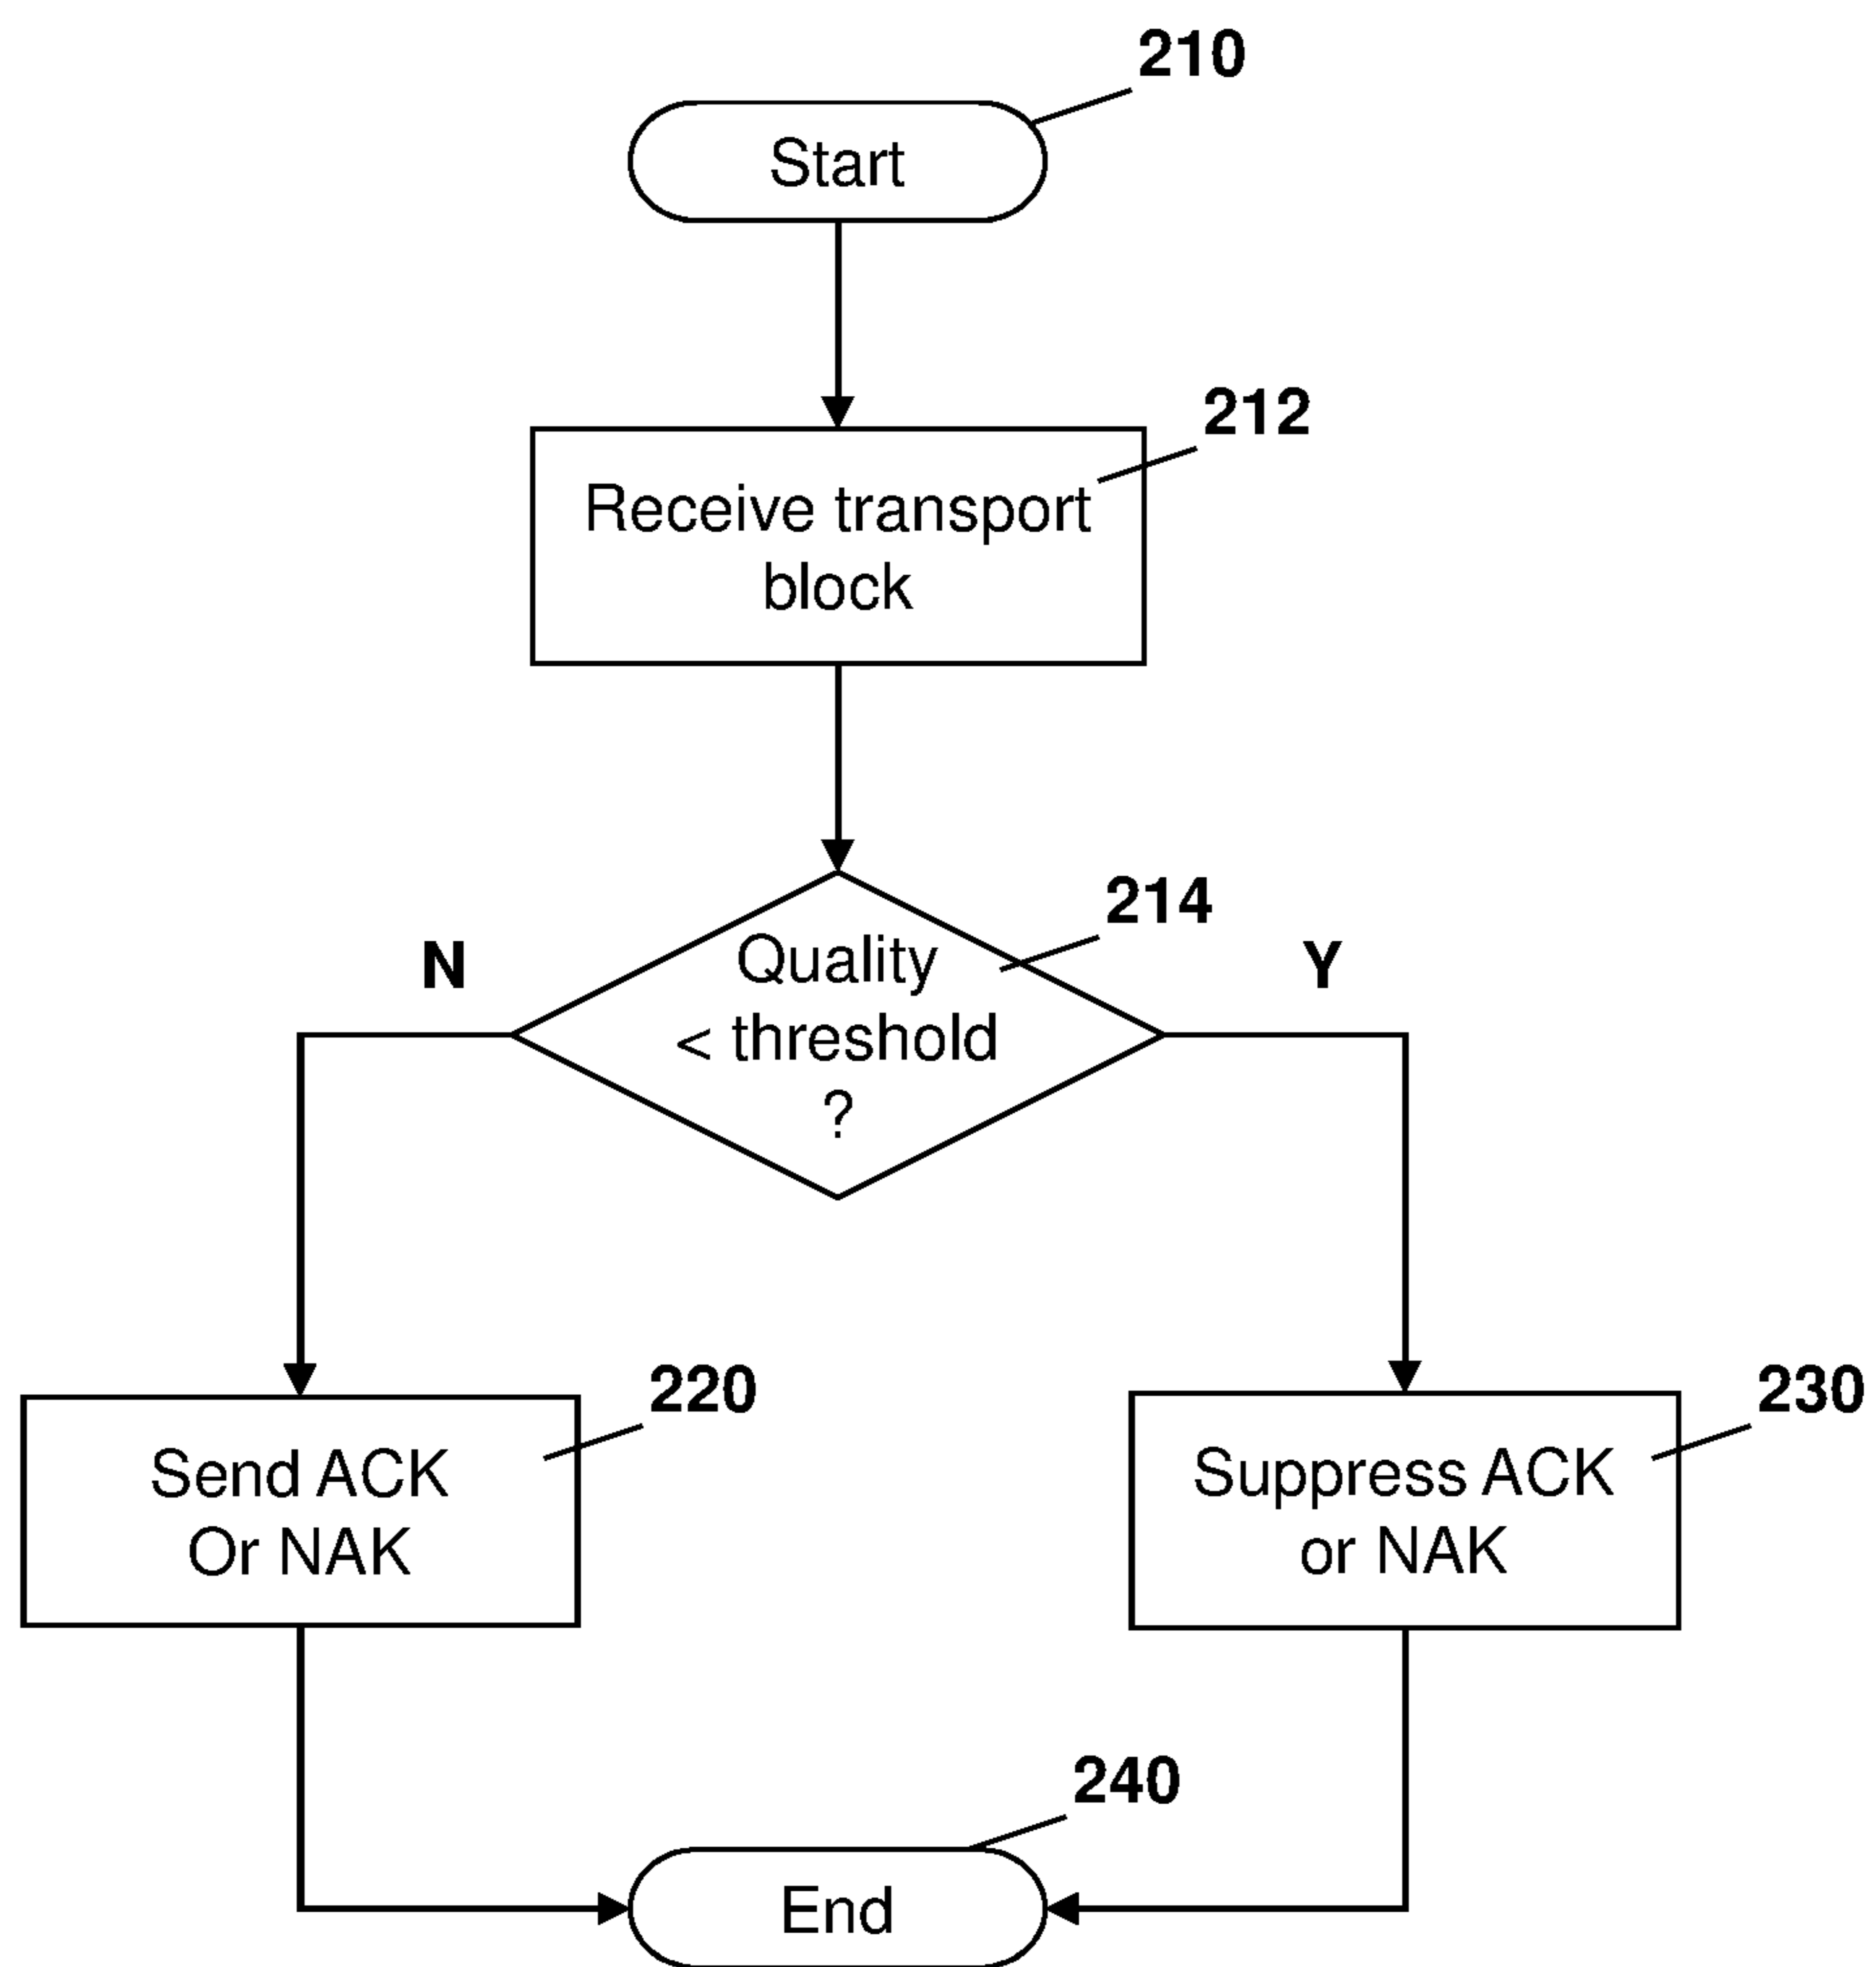 210
Start
212
Receive transport
block
214
N
Quality
Y
< threshold
?
220
230
Send ACK
Or NAK
Suppress ACK
or NAK
240
End